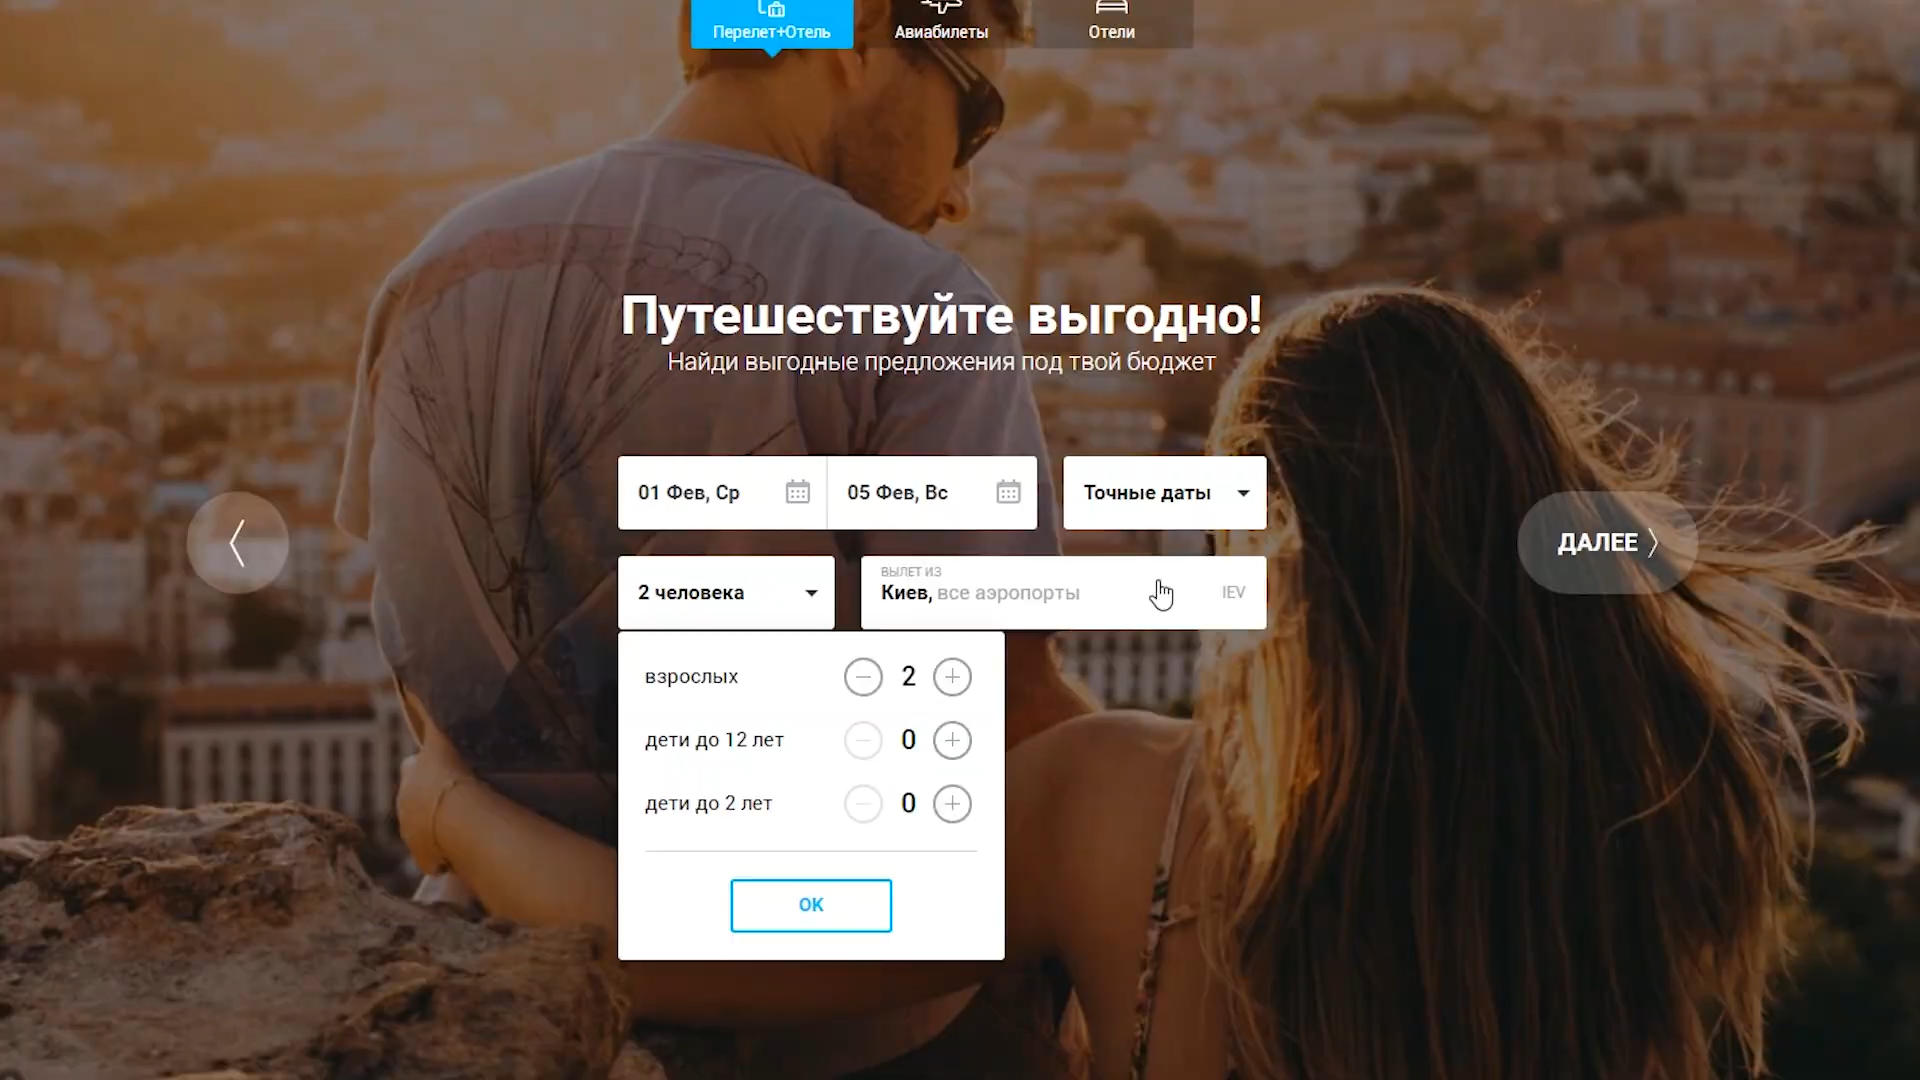 Перелет+Отель
Авиабилеты
Отели
Путешествуйте выгодно!
Найди выгодные предложения под твой бюджет
01 Фев, Ср
05 Фев, Вс
Точные даты
2 человека
ВЫЛЕТ ИЗ
Киев, все аэропорты
IEV
ДАЛЕЕ
взрослых
2
дети до 12 лет
0
дети до 2 лет
0
OK